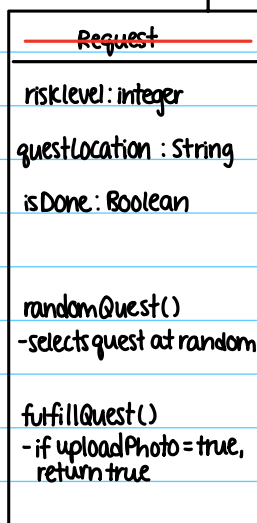 Request
risklevel: integer
questLocation : String
isDone: Boolean
randomQuest()
-selects quest at random
fulfillQuest()
- if uploadPhoto = true,
return true